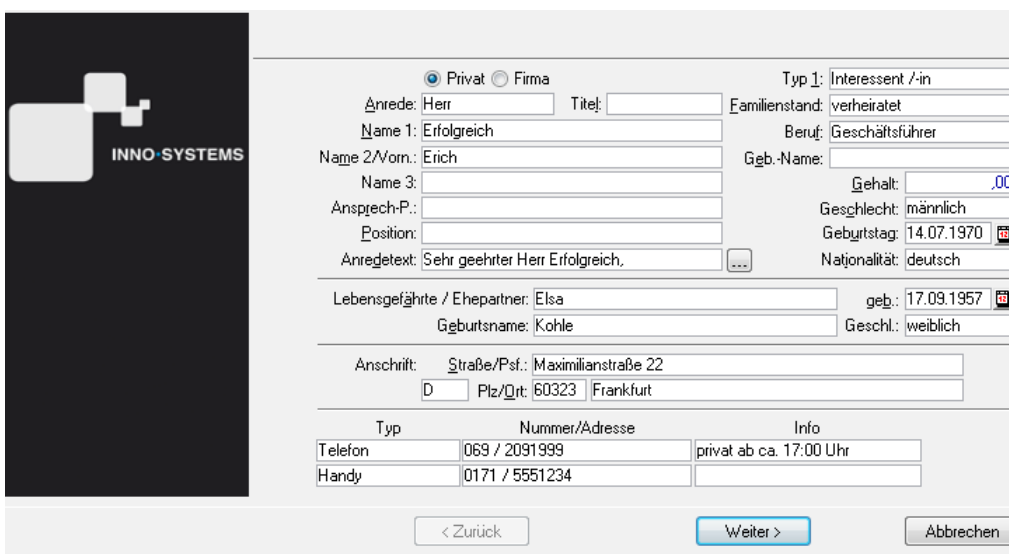 INNO·SYSTEMS
Privat Firma Typ 1: Interessent /-in
Anrede: Herr Titel: Familienstand: verheiratet
Name 1: Erfolgreich Beruf: Geschäftsführer
Name 2/Vorn.: Erich Geb.-Name:
Name 3: Gehalt: ,00
Ansprech-P.: Geschlecht: männlich
Position: Geburtstag: 14.07.1970 12
Anredetext: Sehr geehrter Herr Erfolgreich, ... Nationalität: deutsch
Lebensgefährte / Ehepartner: Elsa geb.: 17.09.1957 12
Geburtsname: Kohle Geschl.: weiblich
Anschrift: Straße/Psf.: Maximilianstraße 22
D Plz/Ort: 60323 Frankfurt
Typ Nummer/Adresse Info
Telefon 069 / 2091999 privat ab ca. 17:00 Uhr
Handy 0171 / 5551234
< Zurück Weiter > Abbrechen